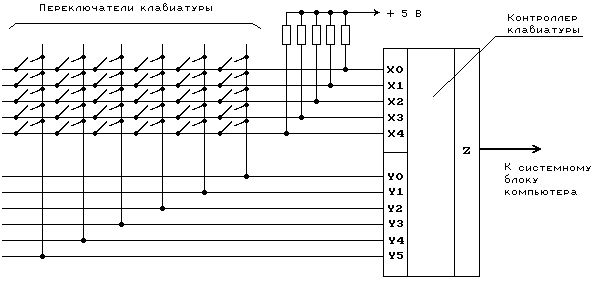 Переключатели клавиатуры
+ 5 В
Контроллер
клавиатуры
X0
X1
X2
X3
X4
Z
Y0
Y1
Y2
Y3
Y4
Y5
К системному
блоку
компьютера